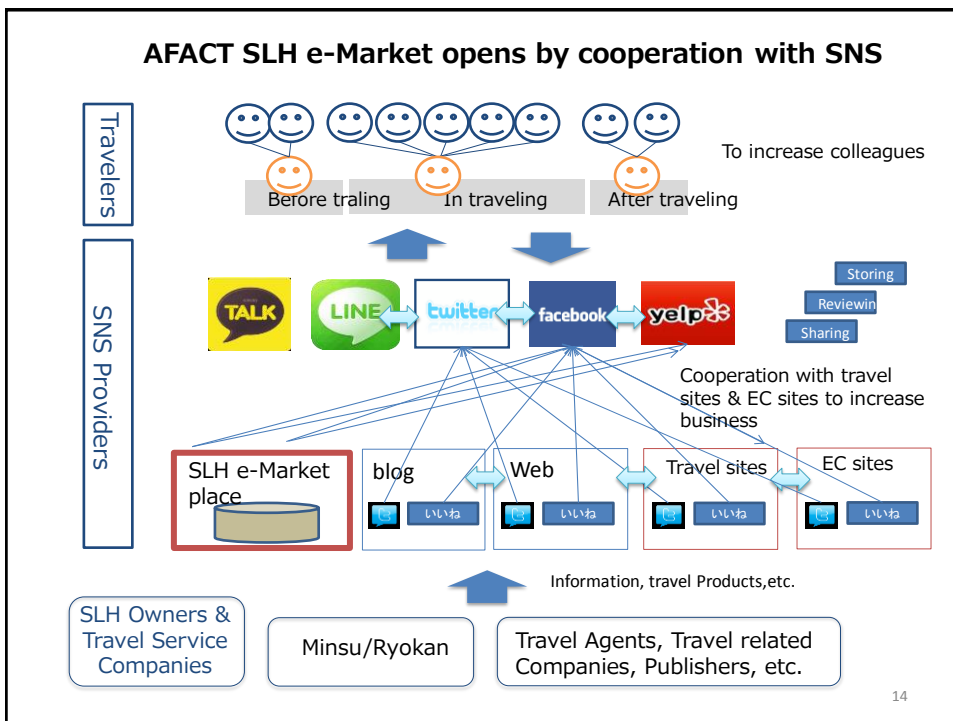 AFACT SLH e-Market opens by cooperation with SNS
Travelers
To increase colleagues
Before traling
In traveling
After traveling
SNS Providers
TALK
LINE
twitter
facebook
yelp
Storing
Reviewin
Sharing
Cooperation with travel
sites & EC sites to increase
business
SLH e-Market
place
blog
Web
Travel sites
EC sites
いいね
いいね
いいね
いいね
Information, travel Products,etc.
SLH Owners &
Travel Service
Companies
Minsu/Ryokan
Travel Agents, Travel related
Companies, Publishers, etc.
14